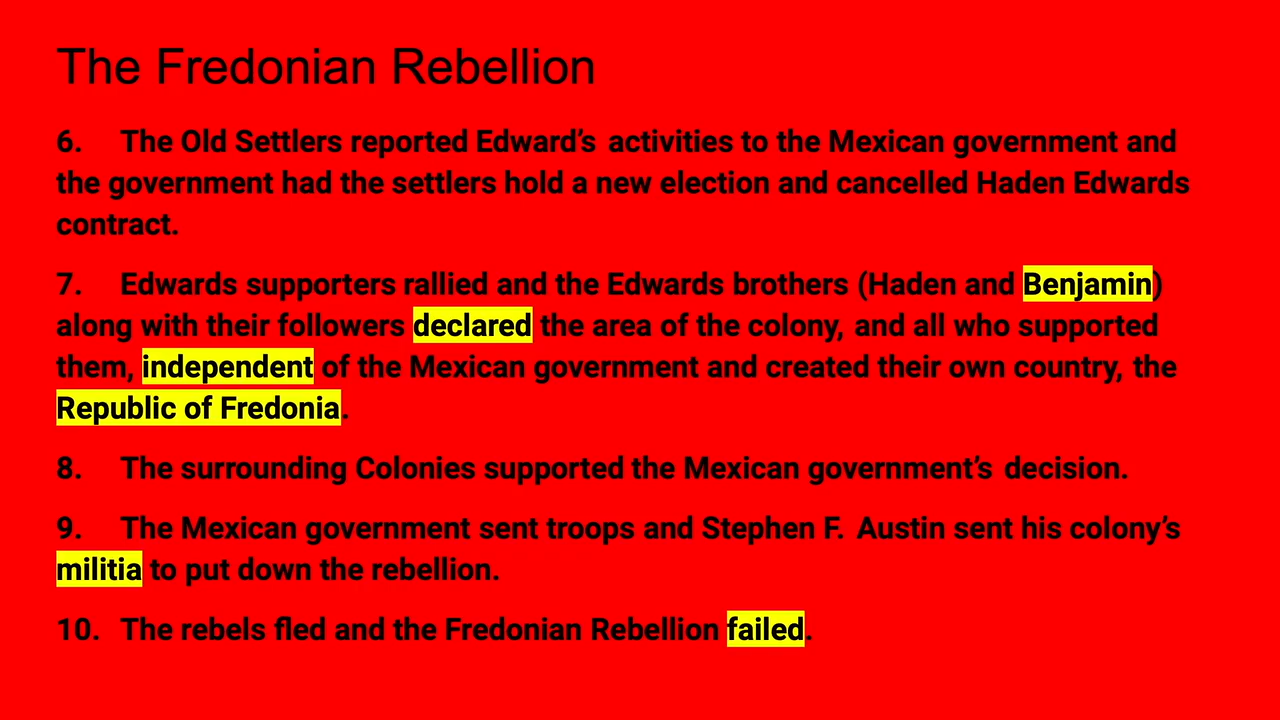 The Fredonian Rebellion
6. The Old Settlers reported Edward’s activities to the Mexican government and
the government had the settlers hold a new election and cancelled Haden Edwards
contract.
7. Edwards supporters rallied and the Edwards brothers (Haden and Benjamin)
along with their followers declared the area of the colony, and all who supported
them, independent of the Mexican government and created their own country, the
Republic of Fredonia.
8. The surrounding Colonies supported the Mexican government’s decision.
9. The Mexican government sent troops and Stephen F. Austin sent his colony’s
militia to put down the rebellion.
10. The rebels fled and the Fredonian Rebellion failed.